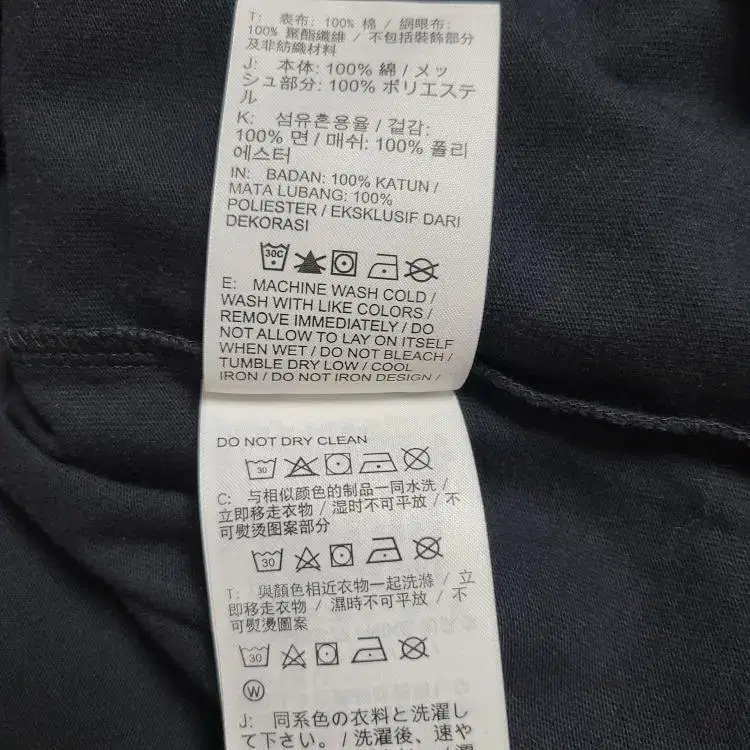 T: 表布: 100% 棉 / 網眼布:
100% 聚酯纖維 / 不包括裝飾部分
及非紡織材料
J: 本体: 100% 綿 / メッ
シュ部分: 100% ポリエステ
ル
K: 섬유혼용율 / 겉감:
100% 면 / 매쉬: 100% 폴리
에스터
IN: BADAN: 100% KATUN /
MATA LUBANG: 100%
POLIESTER / EKSKLUSIF DARI
DEKORASI
30C
E: MACHINE WASH COLD /
WASH WITH LIKE COLORS /
REMOVE IMMEDIATELY / DO
NOT ALLOW TO LAY ON ITSELF
WHEN WET / DO NOT BLEACH /
TUMBLE DRY LOW / COOL
IRON / DO NOT IRON DESIGN /
DO NOT DRY CLEAN
30
C: 与相似颜色的制品一同水洗 /
立即移走衣物 / 湿时不可平放 / 不
可熨烫图案部分
30
T: 與顏色相近衣物一起洗滌 / 立
即移走衣物 / 濕時不可平放 / 不
可熨燙圖案
30
W
J: 同系色の衣料と洗濯し
て下さい。 / 洗濯後、速や